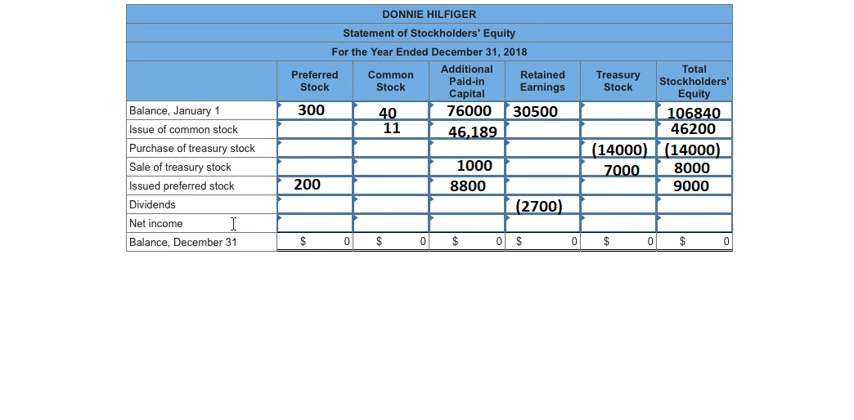 DONNIE HILFIGER
Statement of Stockholders' Equity
For the Year Ended December 31, 2018
Preferred Stock Common Stock Additional Paid-in Capital Retained Earnings Treasury Stock Total Stockholders' Equity
Balance, January 1 300 40 76000 30500 106840
Issue of common stock 11 46,189 46200
Purchase of treasury stock (14000) (14000)
Sale of treasury stock 1000 7000 8000
Issued preferred stock 200 8800 9000
Dividends (2700)
Net income
Balance, December 31 $ 0 $ 0 $ 0 $ 0 $ 0 $ 0